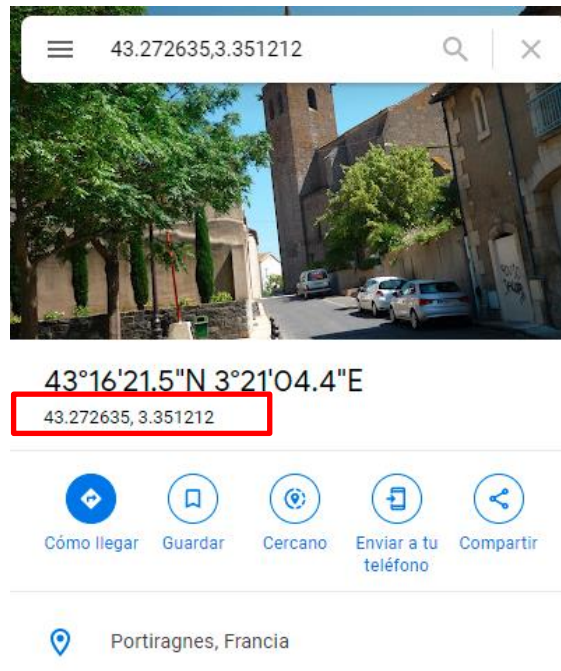 43.272635,3.351212
43°16'21.5"N 3°21'04.4"E
43.272635, 3.351212
Cómo llegar Guardar Cercano Enviar a tu teléfono Compartir
Portiragnes, Francia